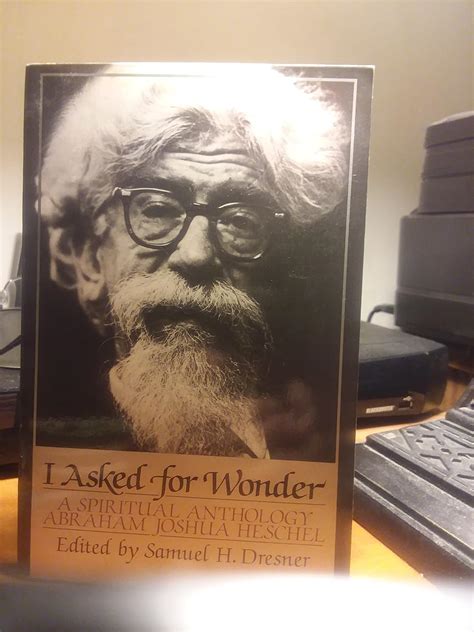 I Asked for Wonder
A SPIRITUAL ANTHOLOGY
ABRAHAM JOSHUA HESCHEL
Edited by Samuel H. Dresner